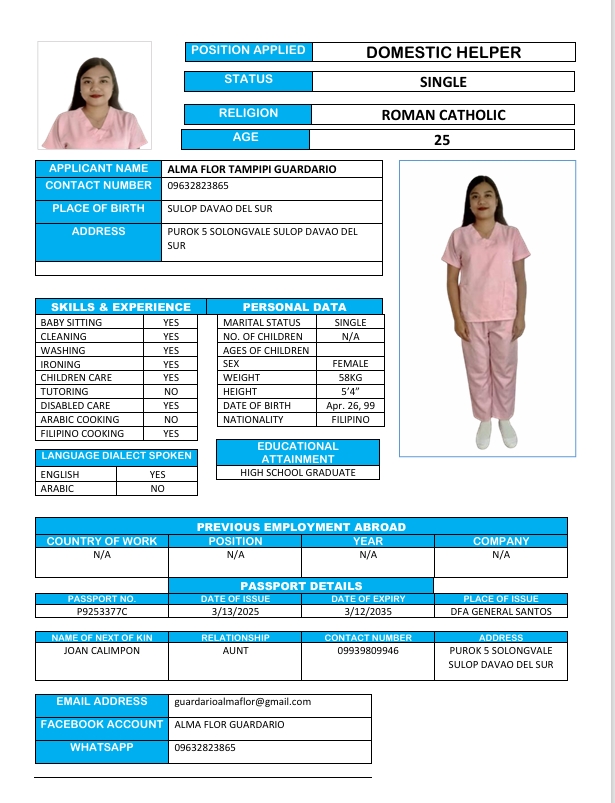 POSITION APPLIED DOMESTIC HELPER
STATUS SINGLE
RELIGION ROMAN CATHOLIC
AGE 25
APPLICANT NAME ALMA FLOR TAMPIPI GUARDARIO
CONTACT NUMBER 09632823865
PLACE OF BIRTH SULOP DAVAO DEL SUR
ADDRESS PUROK 5 SOLONGVALE SULOP DAVAO DEL
SUR
SKILLS & EXPERIENCE
BABY SITTING YES
CLEANING YES
WASHING YES
IRONING YES
CHILDREN CARE YES
TUTORING NO
DISABLED CARE YES
ARABIC COOKING NO
FILIPINO COOKING YES
PERSONAL DATA
MARITAL STATUS SINGLE
NO. OF CHILDREN N/A
AGES OF CHILDREN
SEX FEMALE
WEIGHT 58KG
HEIGHT 5’4”
DATE OF BIRTH Apr. 26, 99
NATIONALITY FILIPINO
LANGUAGE DIALECT SPOKEN
ENGLISH YES
ARABIC NO
EDUCATIONAL
ATTAINMENT
HIGH SCHOOL GRADUATE
PREVIOUS EMPLOYMENT ABROAD
COUNTRY OF WORK POSITION YEAR COMPANY
N/A N/A N/A N/A
PASSPORT DETAILS
PASSPORT NO. DATE OF ISSUE DATE OF EXPIRY PLACE OF ISSUE
P9253377C 3/13/2025 3/12/2035 DFA GENERAL SANTOS
NAME OF NEXT OF KIN RELATIONSHIP CONTACT NUMBER ADDRESS
JOAN CALIMPON AUNT 09939809946 PUROK 5 SOLONGVALE
SULOP DAVAO DEL SUR
EMAIL ADDRESS guardarioalmaflor@gmail.com
FACEBOOK ACCOUNT ALMA FLOR GUARDARIO
WHATSAPP 09632823865